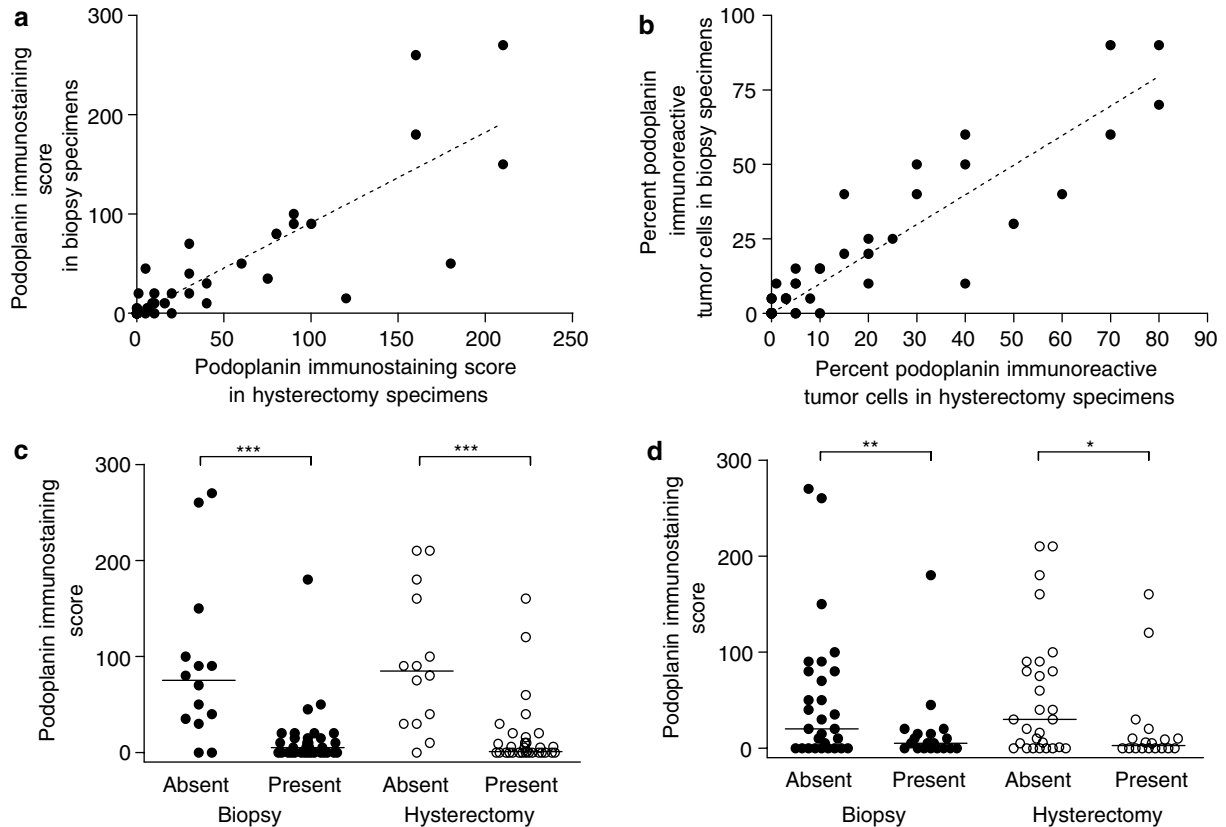 a
Podoplanin immunostaining
score
in biopsy specimens
300
200
100
0
0
50
100
150
200
250
Podoplanin immunostaining score
in hysterectomy specimens
b
Percent podoplanin
immunoreactive
tumor cells in biopsy specimens
100
75
50
25
0
0
10
20
30
40
50
60
70
80
90
Percent podoplanin immunoreactive
tumor cells in hysterectomy specimens
c
Podoplanin immunostaining
score
300
200
100
0
***
***
Absent
Present
Absent
Present
Biopsy
Hysterectomy
d
Podoplanin immunostaining
score
300
200
100
0
**
*
Absent
Present
Absent
Present
Biopsy
Hysterectomy